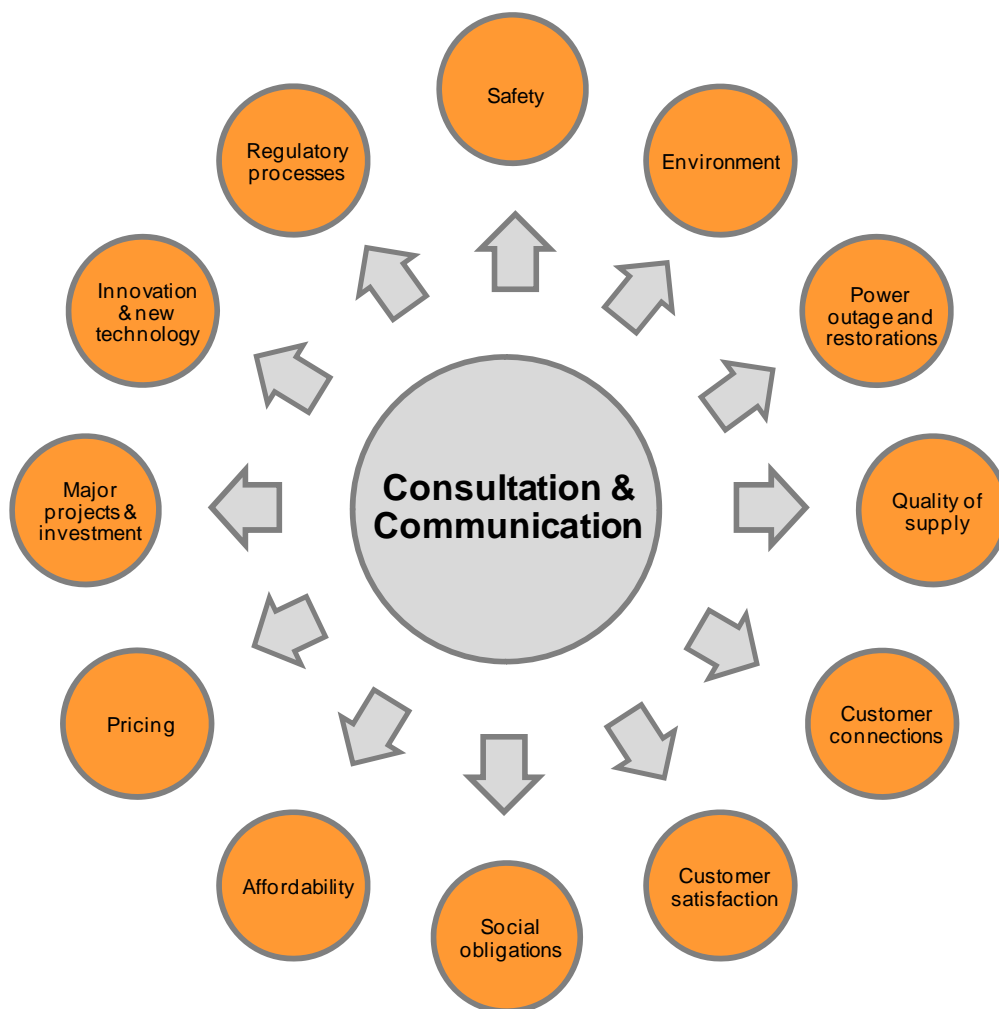 Safety
Environment
Power
outage and
restorations
Quality of
supply
Customer
connections
Customer
satisfaction
Social
obligations
Affordability
Pricing
Major
projects &
investment
Innovation
& new
technology
Regulatory
processes
Consultation &
Communication